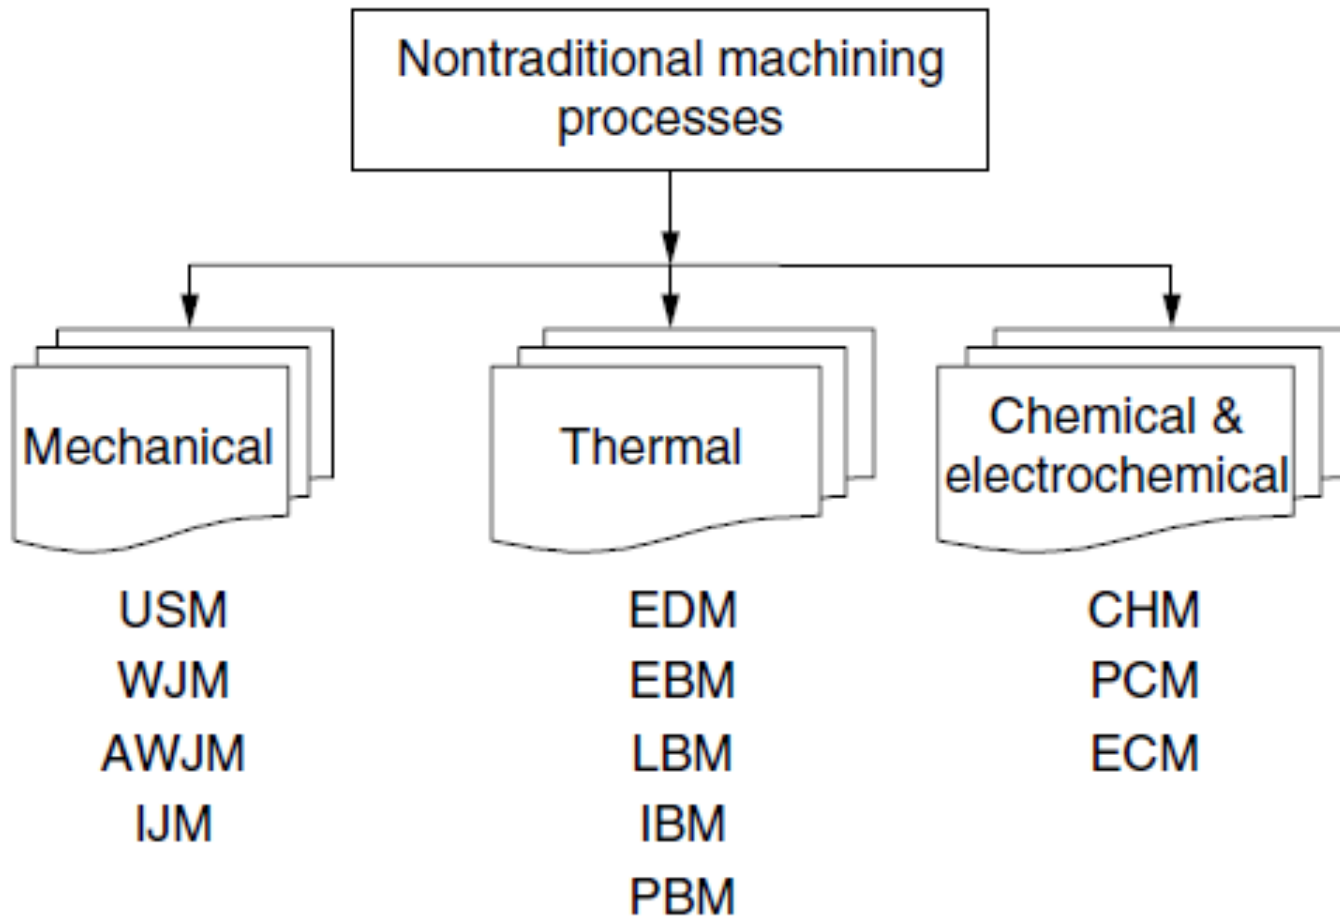 Nontraditional machining
processes
Mechanical
Thermal
Chemical &
electrochemical
USM
WJM
AWJM
IJM
EDM
EBM
LBM
IBM
PBM
CHM
PCM
ECM